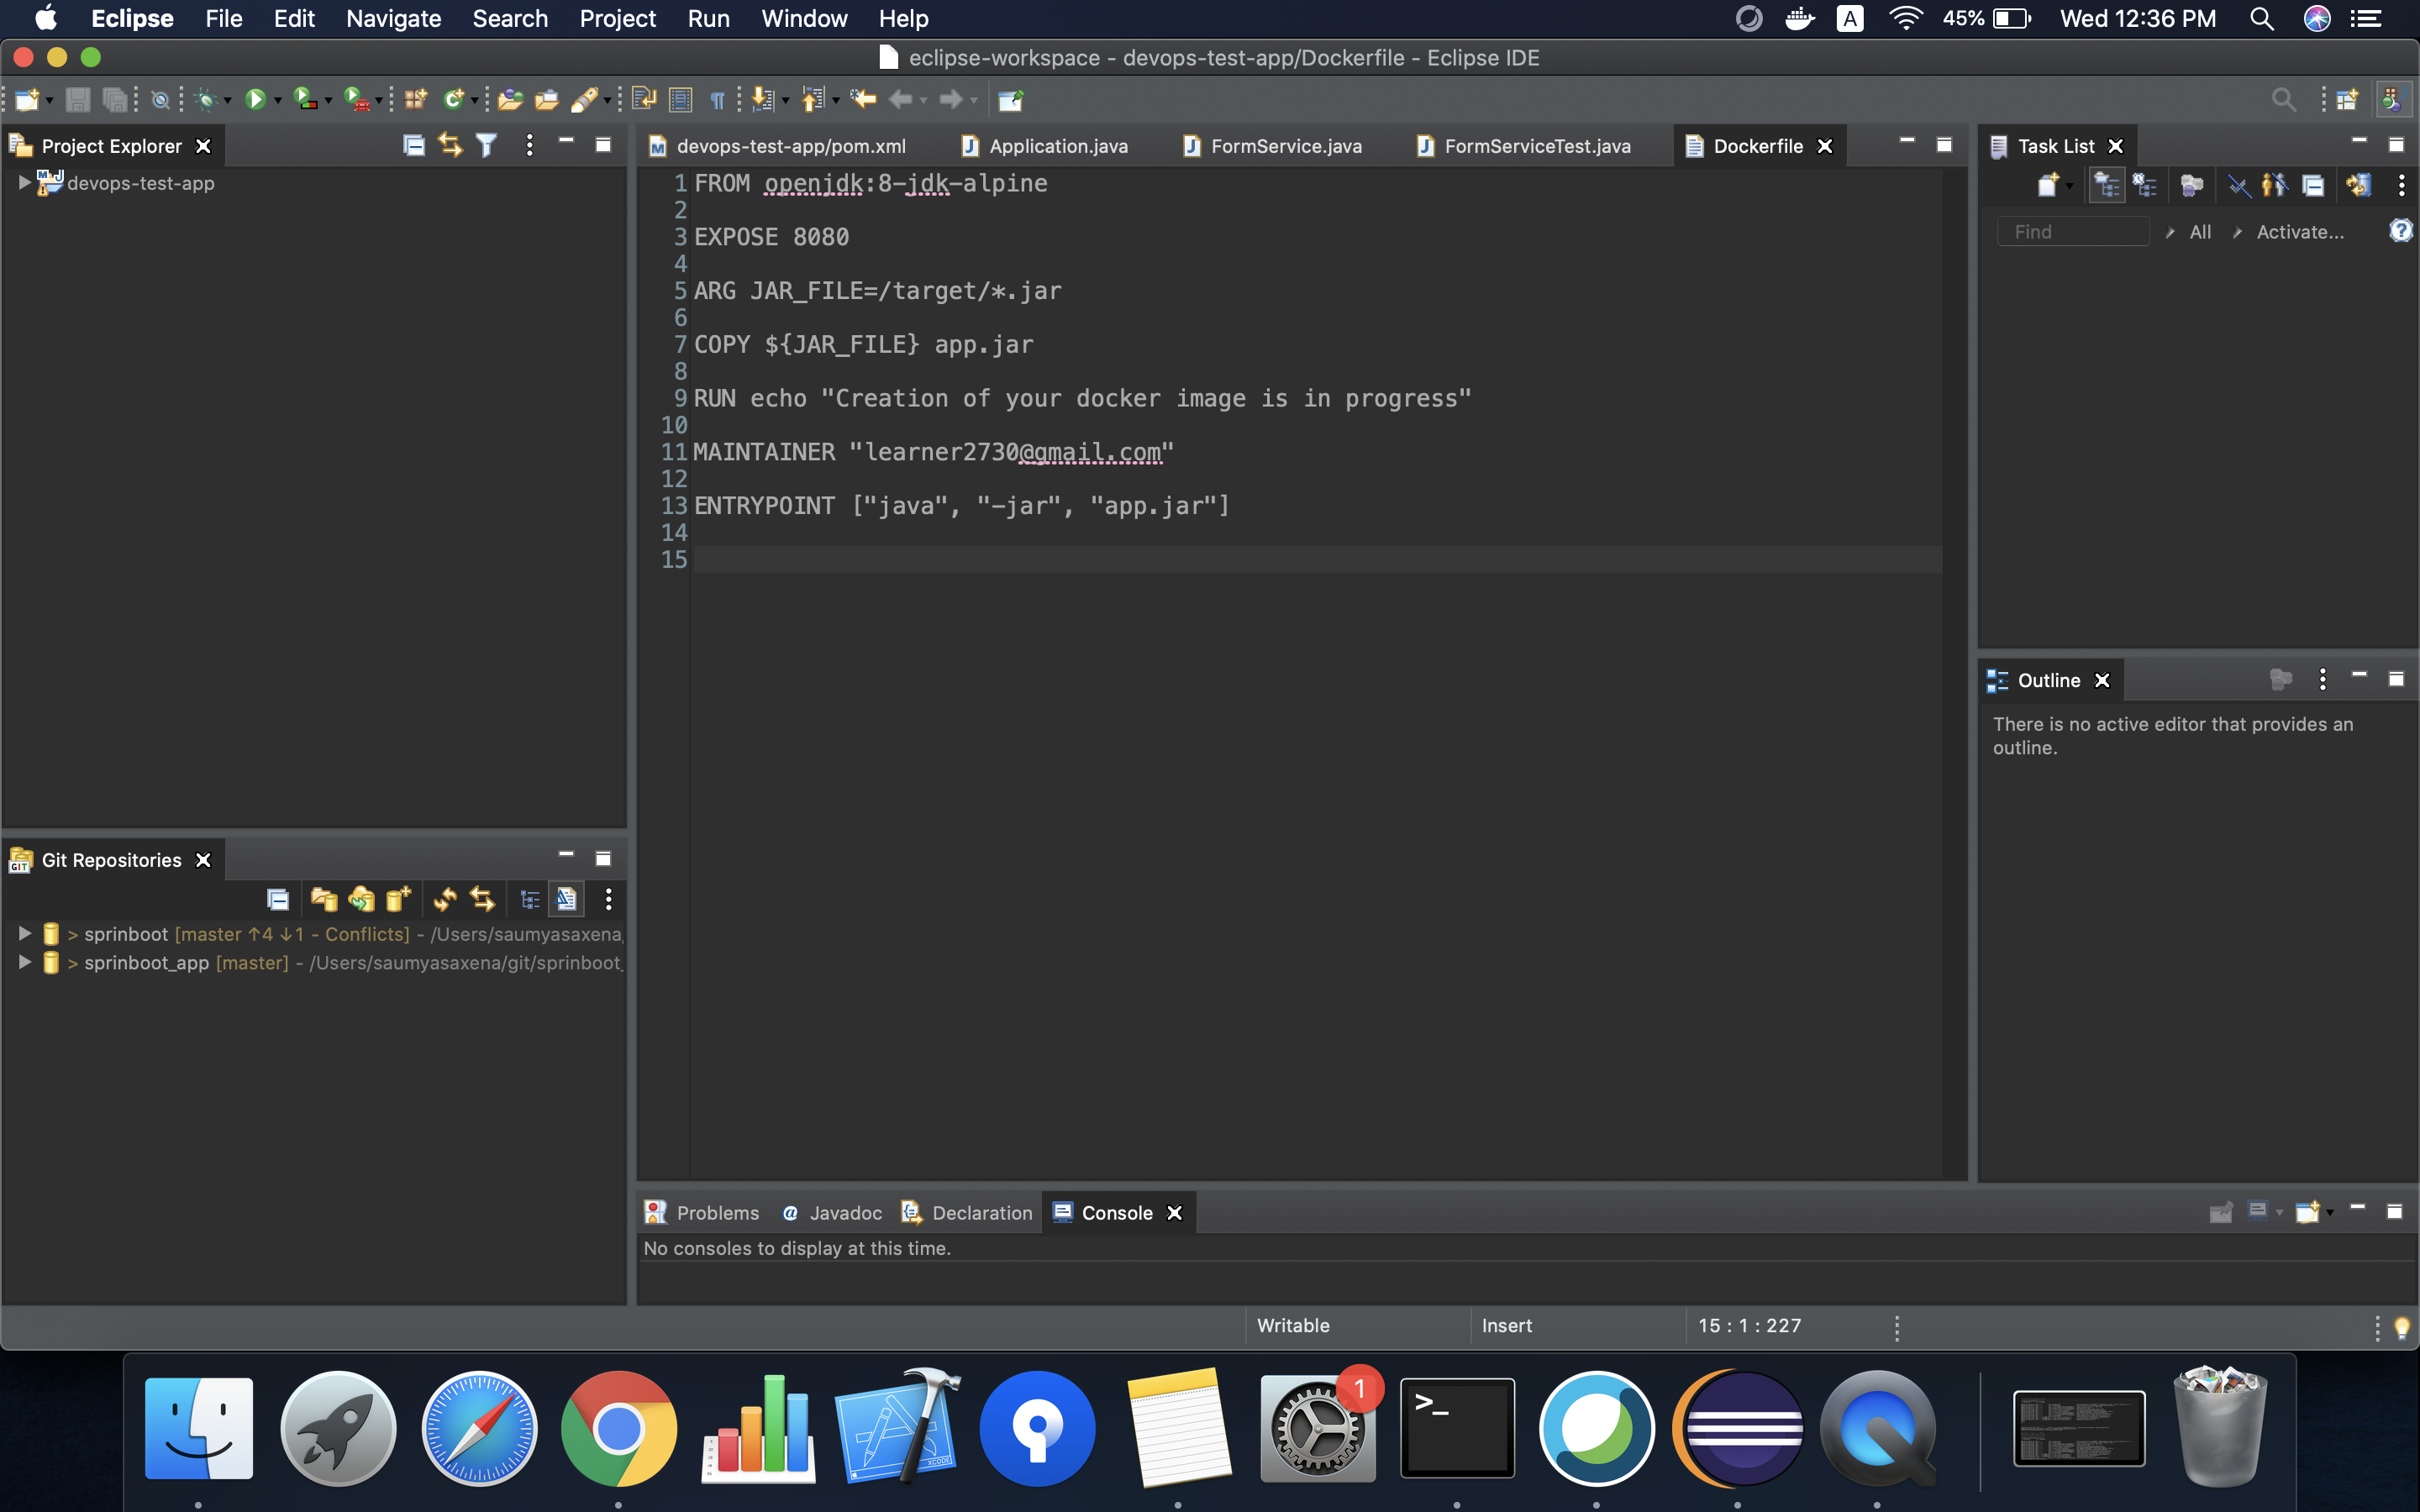 Eclipse File Edit Navigate Search Project Run Window Help A 45% Wed 12:36 PM
eclipse-workspace - devops-test-app/Dockerfile - Eclipse IDE
Project Explorer
devops-test-app
devops-test-app/pom.xml Application.java FormService.java FormServiceTest.java Dockerfile
1 FROM openjdk:8-jdk-alpine
2
3 EXPOSE 8080
4
5 ARG JAR_FILE=/target/*.jar
6
7 COPY ${JAR_FILE} app.jar
8
9 RUN echo "Creation of your docker image is in progress"
10
11 MAINTAINER "learner2730@gmail.com"
12
13 ENTRYPOINT ["java", "-jar", "app.jar"]
14
15
Task List
Find All Activate...
Outline
There is no active editor that provides an
outline.
Git Repositories
> sprinboot [master ↑4 ↓1 - Conflicts] - /Users/saumyasaxena
> sprinboot_app [master] - /Users/saumyasaxena/git/sprinboot
Problems Javadoc Declaration Console
No consoles to display at this time.
Writable Insert 15 : 1 : 227
1
>_
XCODE